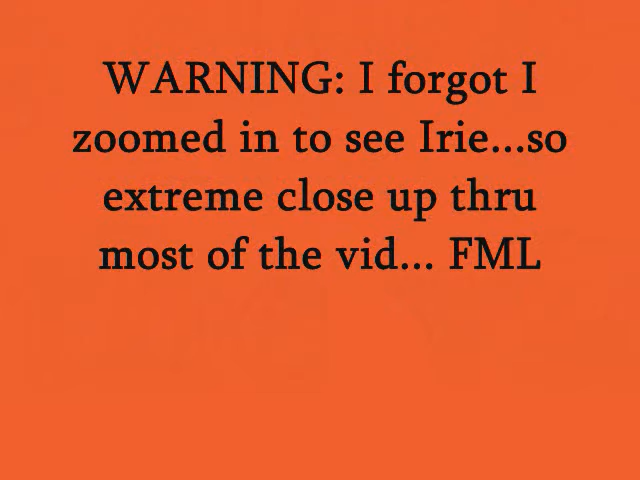 WARNING: I forgot I
zoomed in to see Irie...so
extreme close up thru
most of the vid... FML